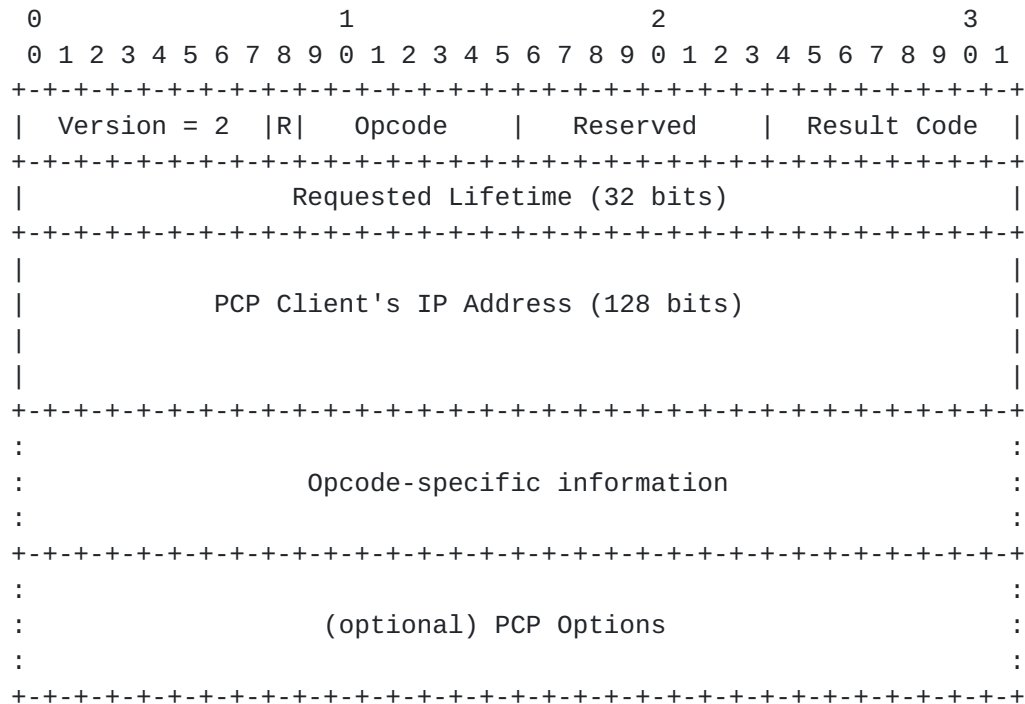 0                   1                   2                   3
 0 1 2 3 4 5 6 7 8 9 0 1 2 3 4 5 6 7 8 9 0 1 2 3 4 5 6 7 8 9 0 1
+-+-+-+-+-+-+-+-+-+-+-+-+-+-+-+-+-+-+-+-+-+-+-+-+-+-+-+-+-+-+-+-+
|  Version = 2  |R|   Opcode    |   Reserved    |  Result Code  |
+-+-+-+-+-+-+-+-+-+-+-+-+-+-+-+-+-+-+-+-+-+-+-+-+-+-+-+-+-+-+-+-+
|                 Requested Lifetime (32 bits)                  |
+-+-+-+-+-+-+-+-+-+-+-+-+-+-+-+-+-+-+-+-+-+-+-+-+-+-+-+-+-+-+-+-+
|                                                               |
|            PCP Client's IP Address (128 bits)                 |
|                                                               |
|                                                               |
+-+-+-+-+-+-+-+-+-+-+-+-+-+-+-+-+-+-+-+-+-+-+-+-+-+-+-+-+-+-+-+-+
:                                                               :
:                  Opcode-specific information                  :
:                                                               :
+-+-+-+-+-+-+-+-+-+-+-+-+-+-+-+-+-+-+-+-+-+-+-+-+-+-+-+-+-+-+-+-+
:                                                               :
:                   (optional) PCP Options                      :
:                                                               :
+-+-+-+-+-+-+-+-+-+-+-+-+-+-+-+-+-+-+-+-+-+-+-+-+-+-+-+-+-+-+-+-+